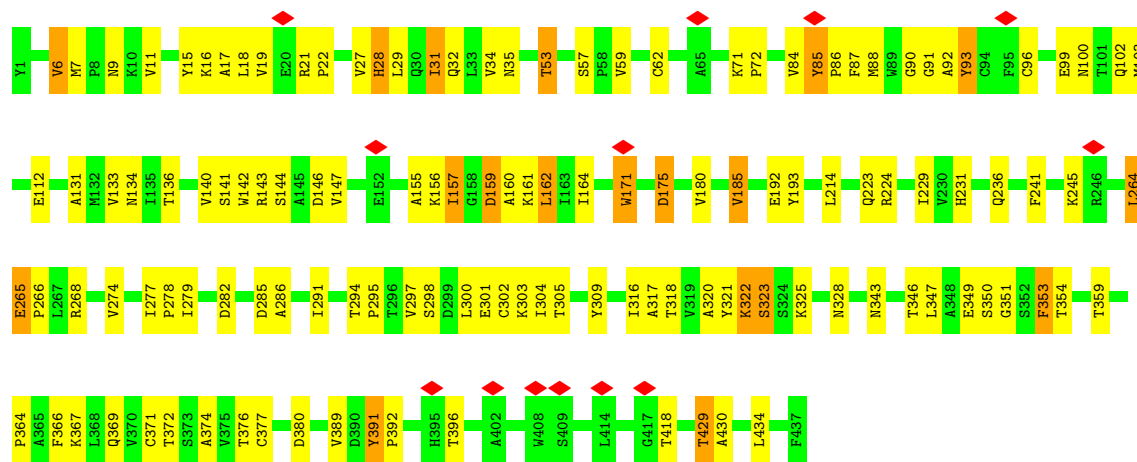 Y1 V6 M7 P8 N9 K10 V11 Y15 K16 A17 L18 V19 E20 R21 P22 V27 H28 L29 Q30 I31 Q32 L33 V34 N35 T53 S57 P58 V59 C62 A65 K71 P72 V84 Y85 P86 F87 M88 W89 G90 G91 A92 Y93 C94 F95 C96 E99 N100 T101 Q102
E112 A131 M132 V133 N134 I135 T136 V140 S141 W142 R143 S144 A145 D146 V147 E152 A155 K156 I157 G158 D159 A160 K161 L162 I163 I164 W171 D175 V180 V185 E192 Y193 L214 Q223 R224 I229 V230 H231 Q236 F241 K245 R246 L264
E265 P266 L267 R268 V274 I277 P278 I279 D282 D285 A286 I291 T294 P295 T296 V297 S298 D299 L300 E301 C302 K303 I304 T305 Y309 I316 A317 T318 V319 A320 Y321 K322 S323 S324 K325 N328 N343 T346 L347 A348 E349 S350 G351 S352 F353 T354 T359
P364 A365 F366 K367 L368 Q369 V370 C371 T372 S373 A374 V375 T376 C377 D380 V389 D390 Y391 P392 H395 T396 A402 W408 S409 L414 G417 T418 T429 A430 L434 F437